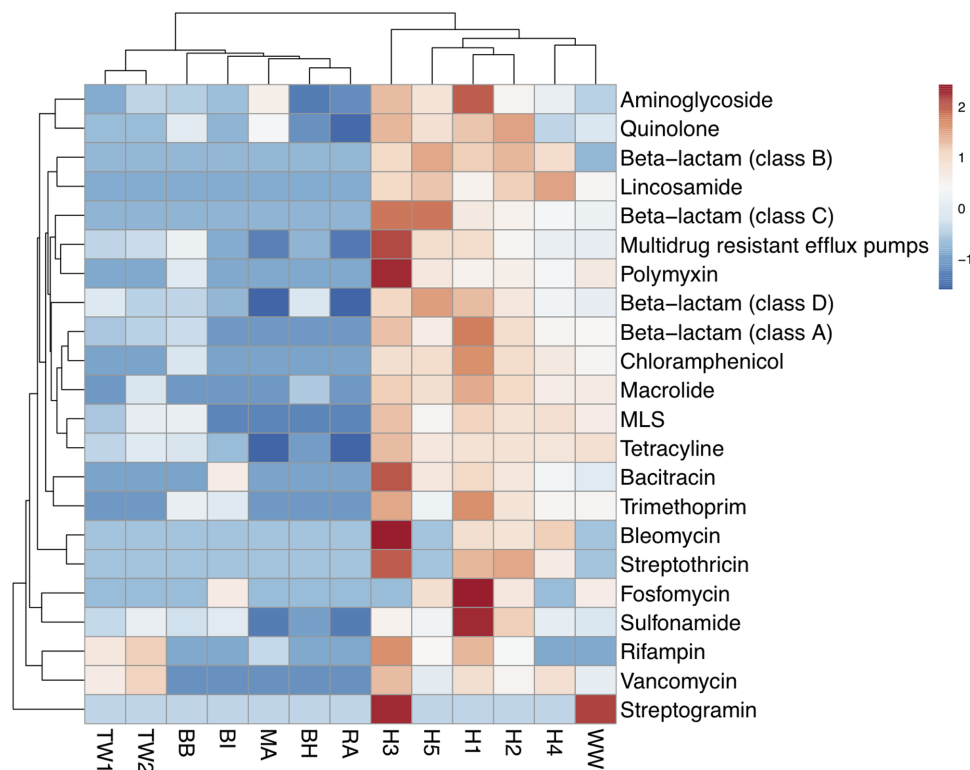 Aminoglycoside
Quinolone
Beta−lactam (class B)
Lincosamide
Beta−lactam (class C)
Multidrug resistant efflux pumps
Polymyxin
Beta−lactam (class D)
Beta−lactam (class A)
Chloramphenicol
Macrolide
MLS
Tetracyline
Bacitracin
Trimethoprim
Bleomycin
Streptothricin
Fosfomycin
Sulfonamide
Rifampin
Vancomycin
Streptogramin
TW1 TW2 BB BI MA BH RA H3 H5 H1 H2 H4 WW
2
1
0
−1